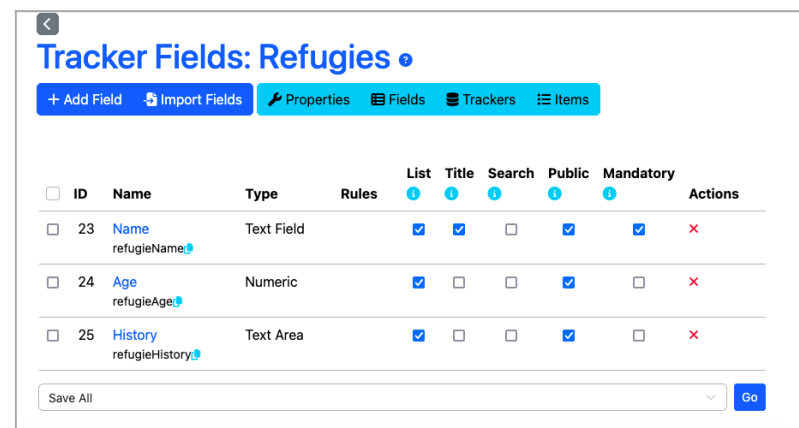 Tracker Fields: Refugies
+ Add Field Import Fields Properties Fields Trackers Items
ID Name Type Rules List Title Search Public Mandatory Actions
23 Name Text Field
refugieName
24 Age Numeric
refugieAge
25 History Text Area
refugieHistory
Save All Go